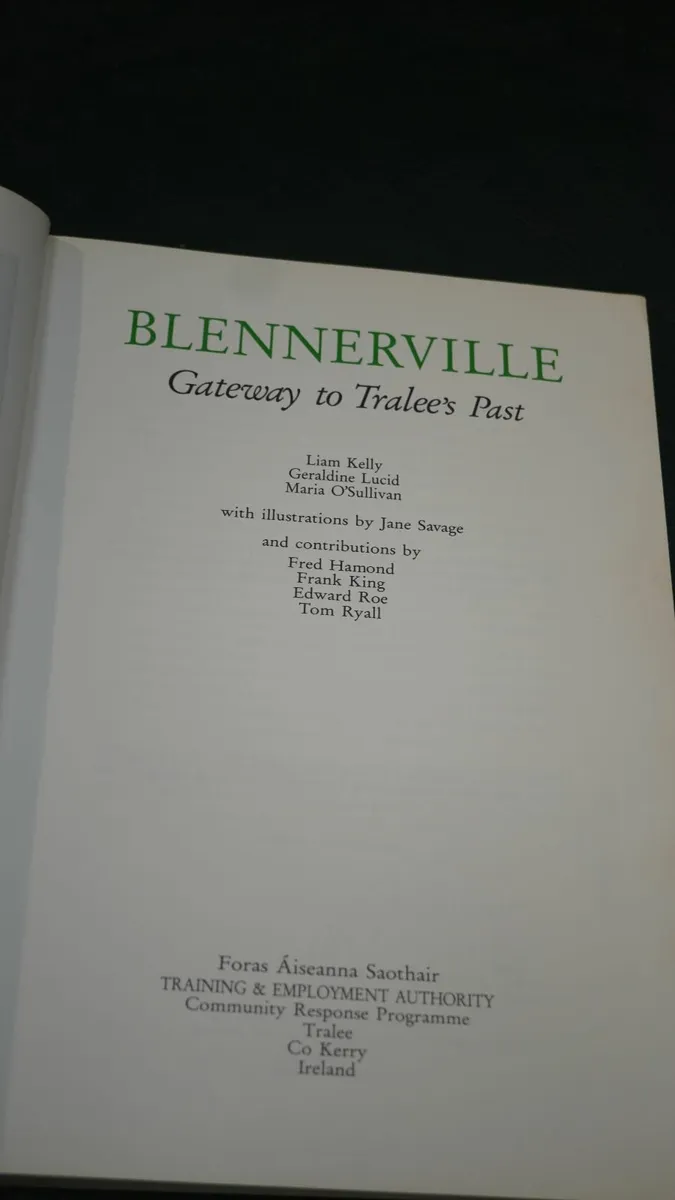 BLENNERVILLE
Gateway to Tralee's Past
Liam Kelly
Geraldine Lucid
Maria O'Sullivan
with illustrations by Jane Savage
and contributions by
Fred Hamond
Frank King
Edward Roe
Tom Ryall
Foras Áiseanna Saothair
TRAINING & EMPLOYMENT AUTHORITY
Community Response Programme
Tralee
Co Kerry
Ireland